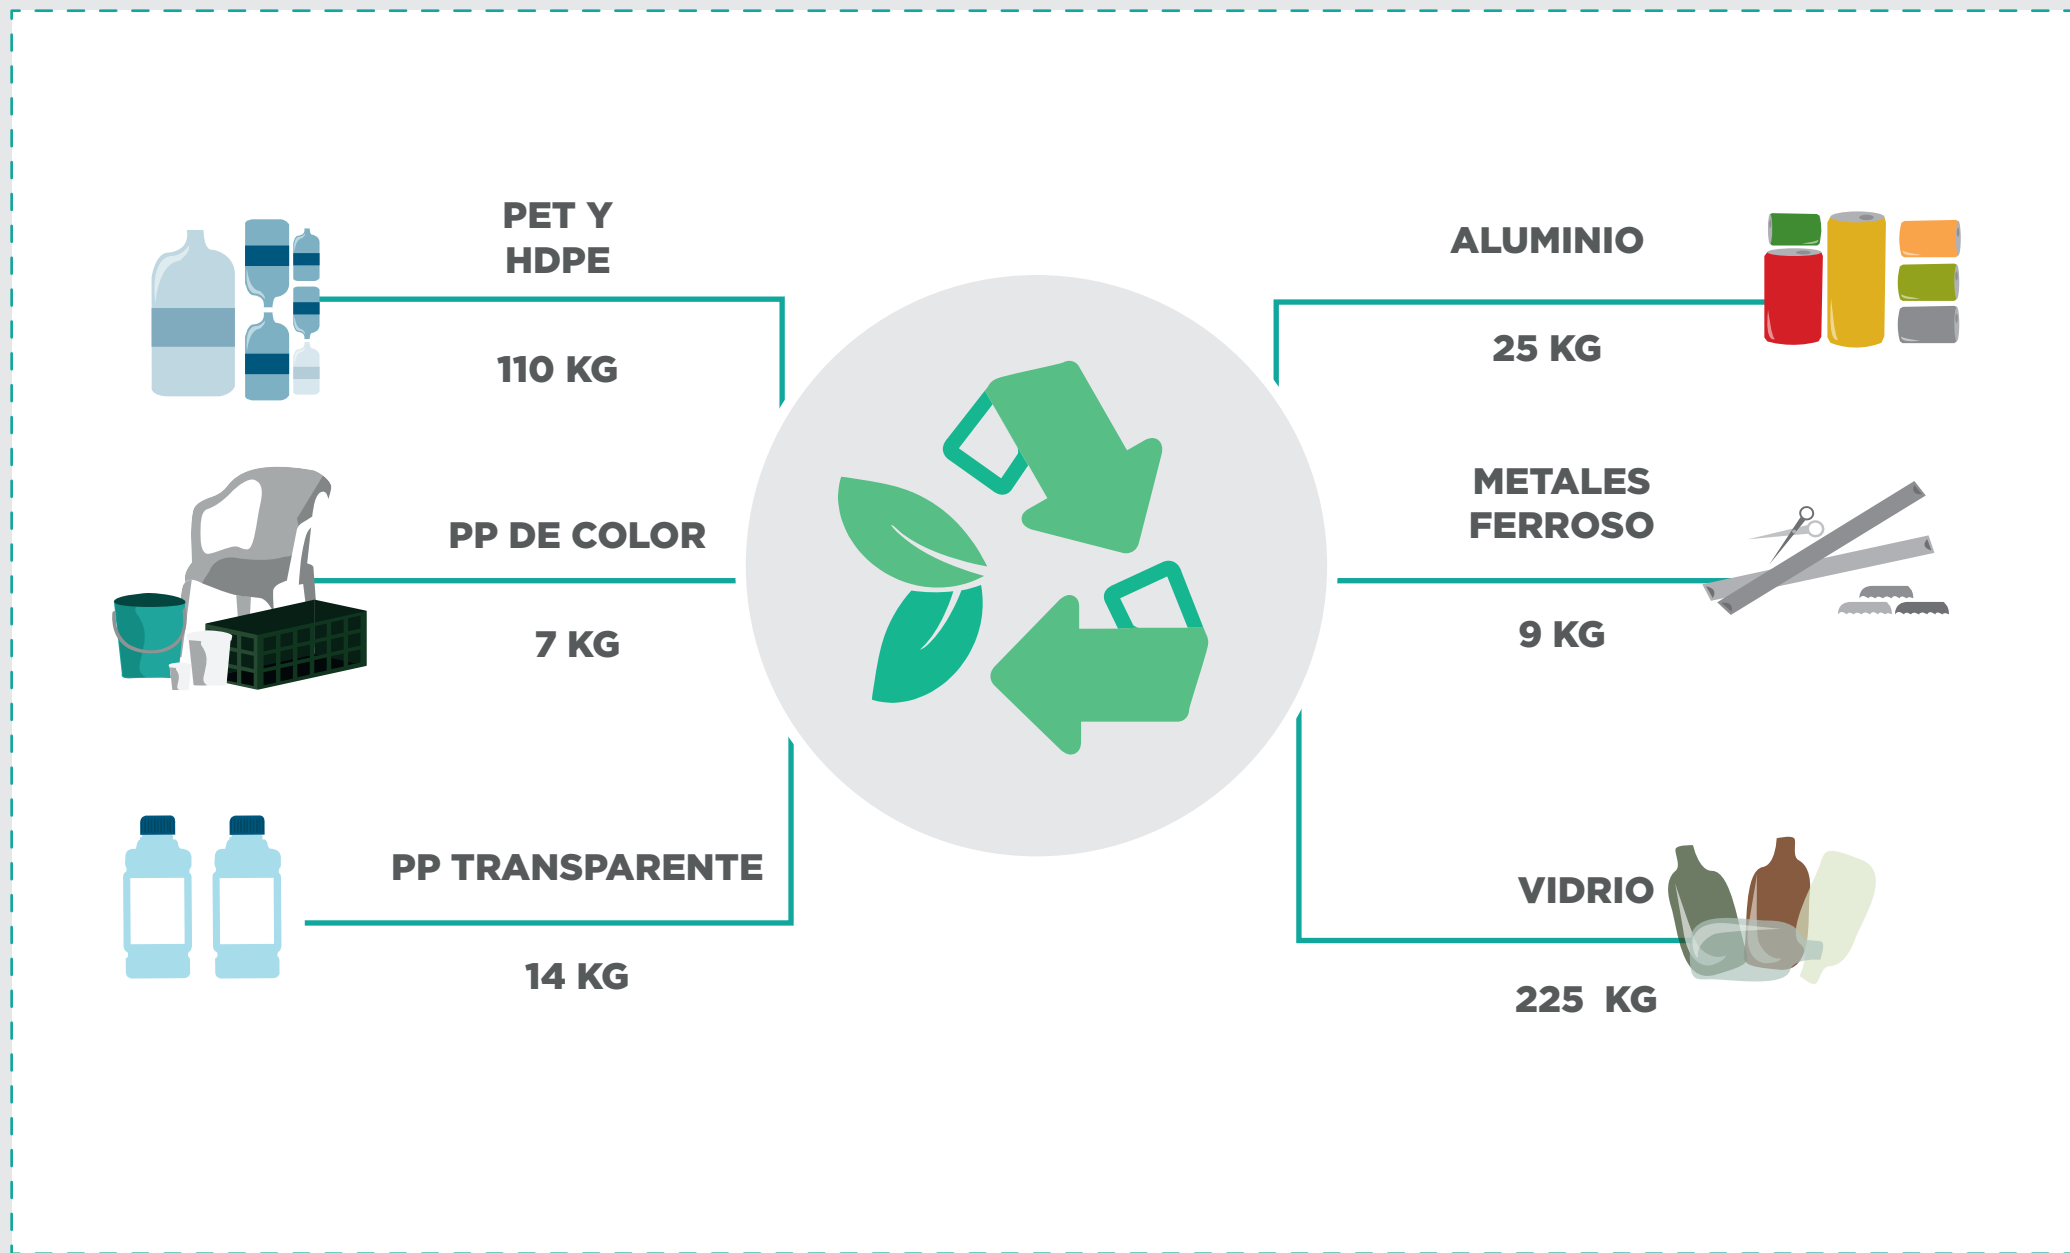 PET Y
HDPE
110 KG
PP DE COLOR
7 KG
PP TRANSPARENTE
14 KG
ALUMINIO
25 KG
METALES
FERROSO
9 KG
VIDRIO
225 KG